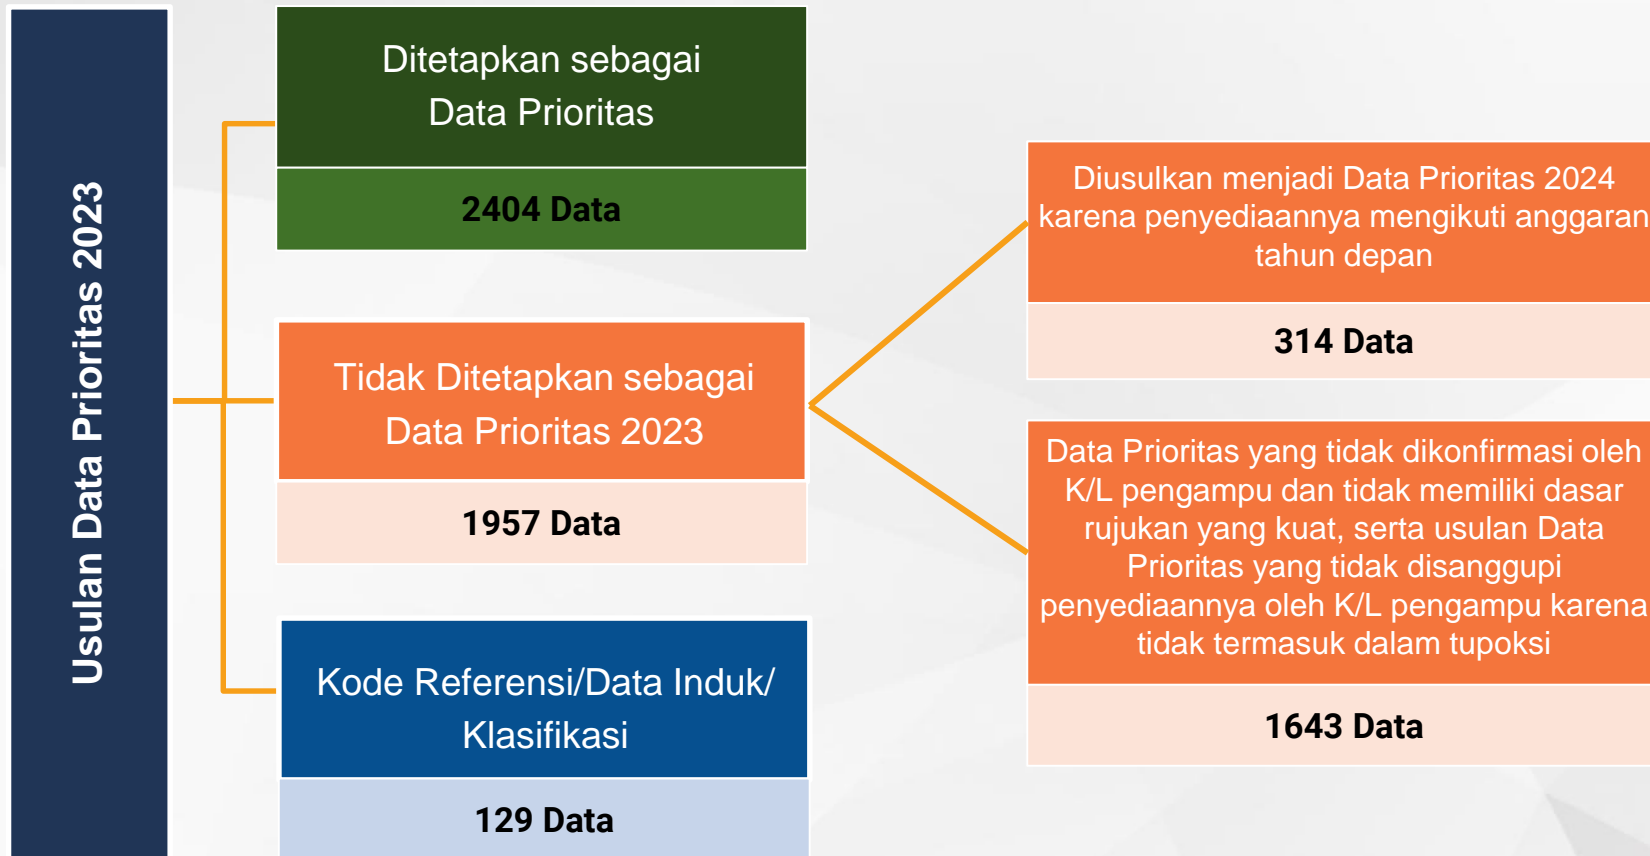 Usulan Data Prioritas 2023
Ditetapkan sebagai
Data Prioritas
2404 Data
Tidak Ditetapkan sebagai
Data Prioritas 2023
1957 Data
Kode Referensi/Data Induk/
Klasifikasi
129 Data
Diusulkan menjadi Data Prioritas 2024
karena penyediaannya mengikuti anggaran
tahun depan
314 Data
Data Prioritas yang tidak dikonfirmasi oleh
K/L pengampu dan tidak memiliki dasar
rujukan yang kuat, serta usulan Data
Prioritas yang tidak disanggupi
penyediaannya oleh K/L pengampu karena
tidak termasuk dalam tupoksi
1643 Data